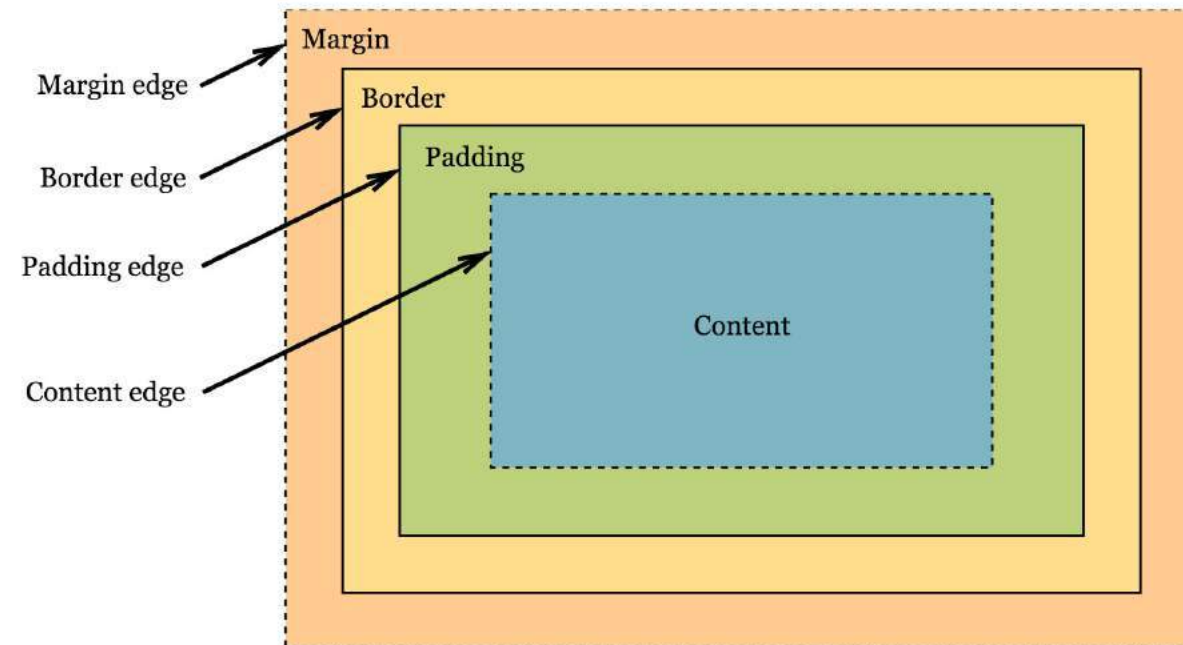 Margin
Margin edge
Border
Border edge
Padding
Padding edge
Content
Content edge